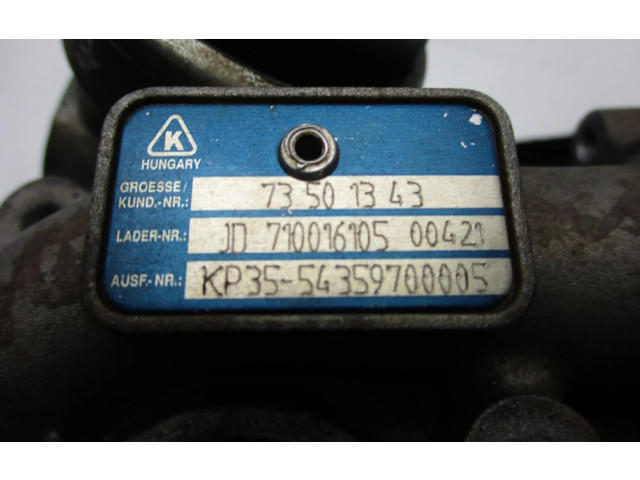 K
HUNGARY
GROESSE/
KUND.-NR.: 73 50 13 43
LADER-NR.: JD 710016105 00421
AUSF.-NR.: KP35-54359700005